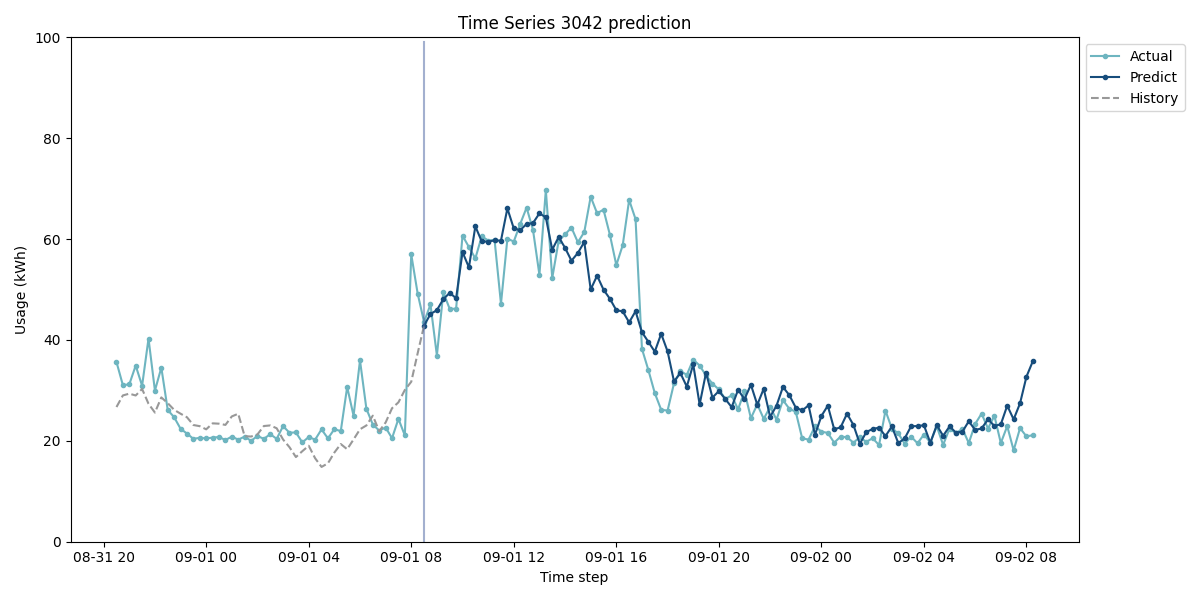 Time Series 3042 prediction
100
80
60
40
20
0
Usage (kWh)
08-31 20
09-01 00
09-01 04
09-01 08
09-01 12
09-01 16
09-01 20
09-02 00
09-02 04
09-02 08
Time step
Actual
Predict
History